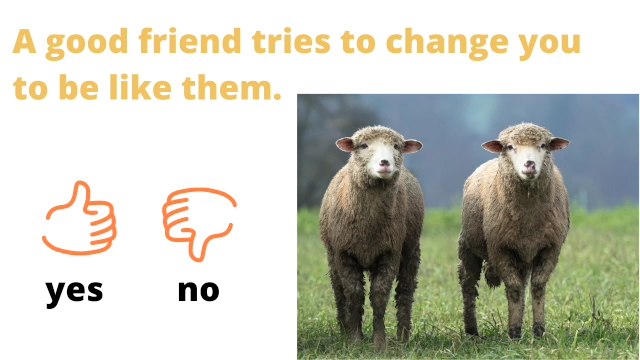 A good friend tries to change you
to be like them.
yes no